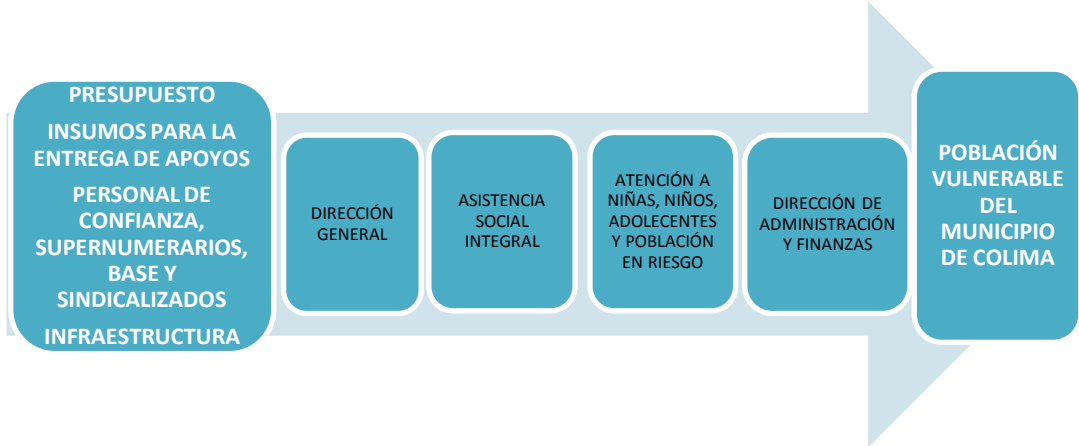 PRESUPUESTO
INSUMOS PARA LA
ENTREGA DE APOYOS
PERSONAL DE
CONFIANZA,
SUPERNUMERARIOS,
BASE Y
SINDICALIZADOS
INFRAESTRUCTURA
DIRECCIÓN
GENERAL
ASISTENCIA
SOCIAL
INTEGRAL
ATENCIÓN A
NIÑAS, NIÑOS,
ADOLECENTES
Y POBLACIÓN
EN RIESGO
DIRECCIÓN DE
ADMINISTRACIÓN
Y FINANZAS
POBLACIÓN
VULNERABLE
DEL
MUNICIPIO
DE COLIMA